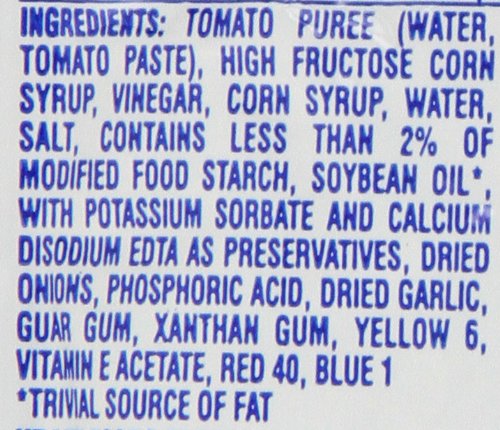 INGREDIENTS: TOMATO PUREE (WATER,
TOMATO PASTE), HIGH FRUCTOSE CORN
SYRUP, VINEGAR, CORN SYRUP, WATER,
SALT, CONTAINS LESS THAN 2% OF
MODIFIED FOOD STARCH, SOYBEAN OIL*,
WITH POTASSIUM SORBATE AND CALCIUM
DISODIUM EDTA AS PRESERVATIVES, DRIED
ONIONS, PHOSPHORIC ACID, DRIED GARLIC,
GUAR GUM, XANTHAN GUM, YELLOW 6,
VITAMIN E ACETATE, RED 40, BLUE 1
*TRIVIAL SOURCE OF FAT